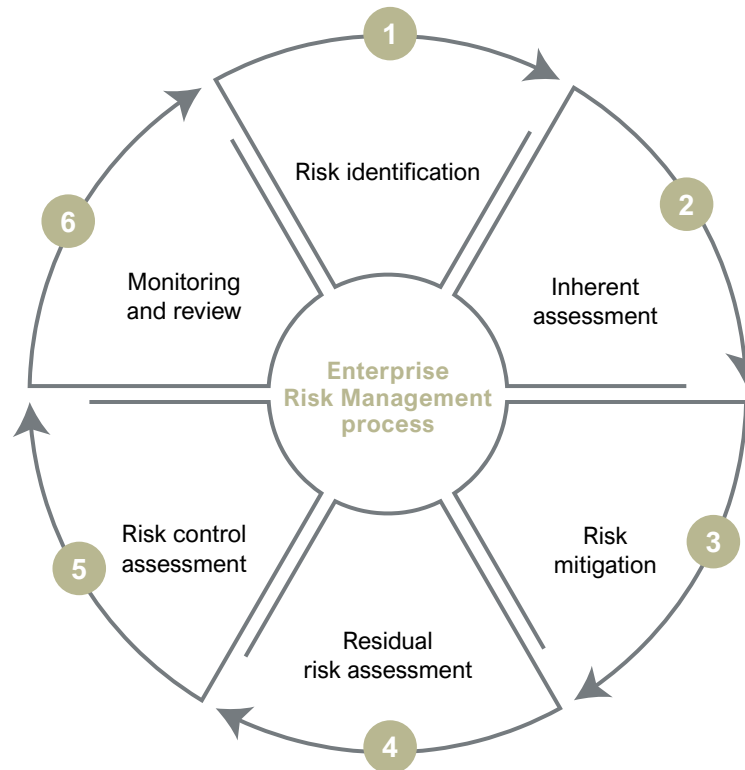 1
Risk identification
2
Inherent
assessment
3
Risk
mitigation
4
Residual
risk assessment
5
Risk control
assessment
6
Monitoring
and review
Enterprise
Risk Management
process